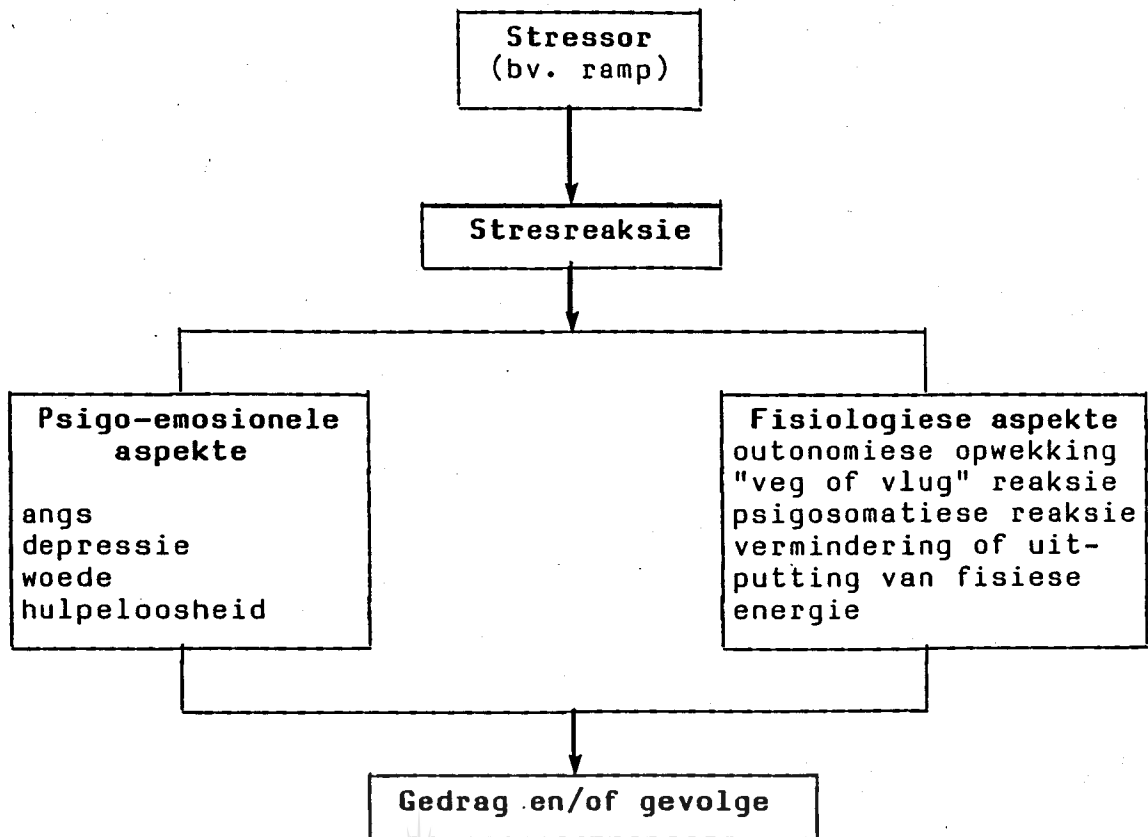 Stressor
(bv. ramp)
Stresreaksie
Psigo-emosionele
aspekte
angs
depressie
woede
hulpeloosheid
Fisiologiese aspekte
outonomiese opwekking
"veg of vlug" reaksie
psigosomatiese reaksie
vermindering of uit-
putting van fisiese
energie
Gedrag en/of gevolge